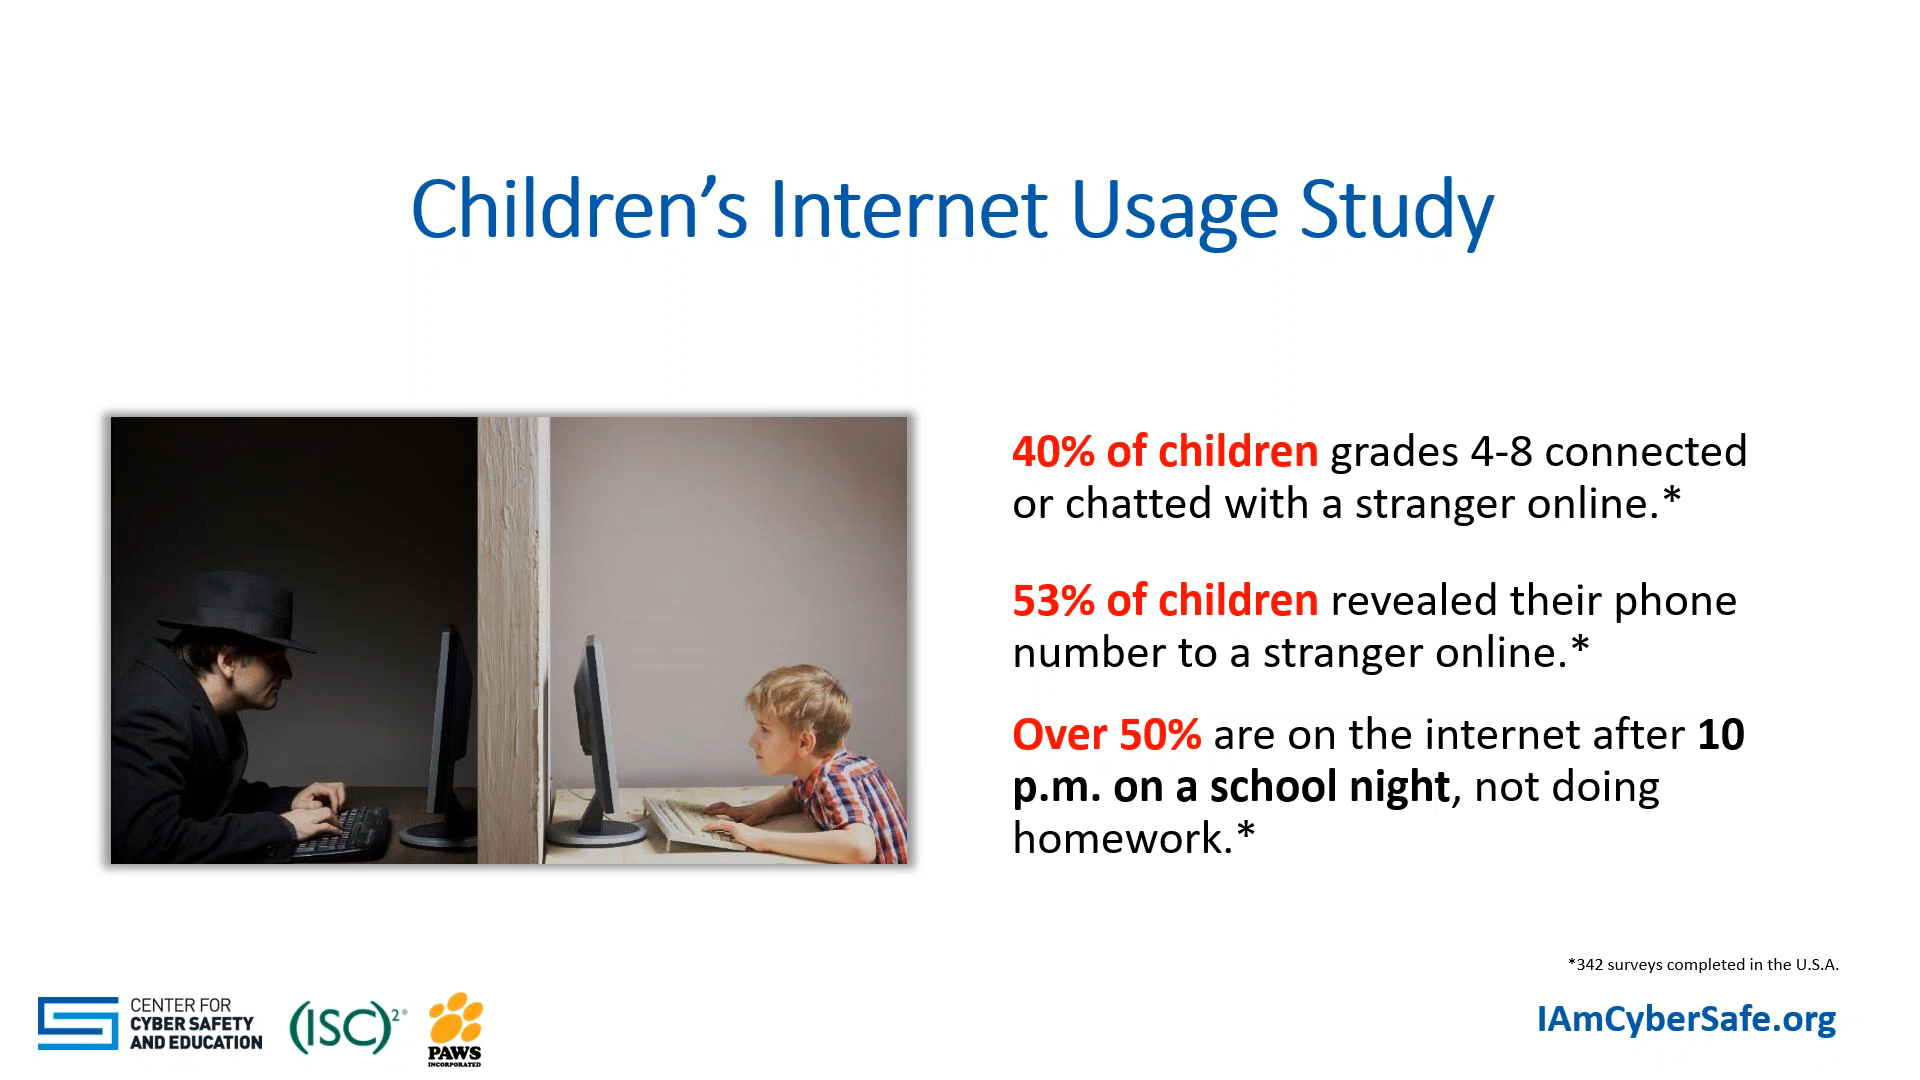 Children’s Internet Usage Study
40% of children grades 4-8 connected
or chatted with a stranger online.*
53% of children revealed their phone
number to a stranger online.*
Over 50% are on the internet after 10
p.m. on a school night, not doing
homework.*
*342 surveys completed in the U.S.A.
CENTER FOR
CYBER SAFETY
AND EDUCATION
(ISC)²®
PAWS
INCORPORATED
IAmCyberSafe.org